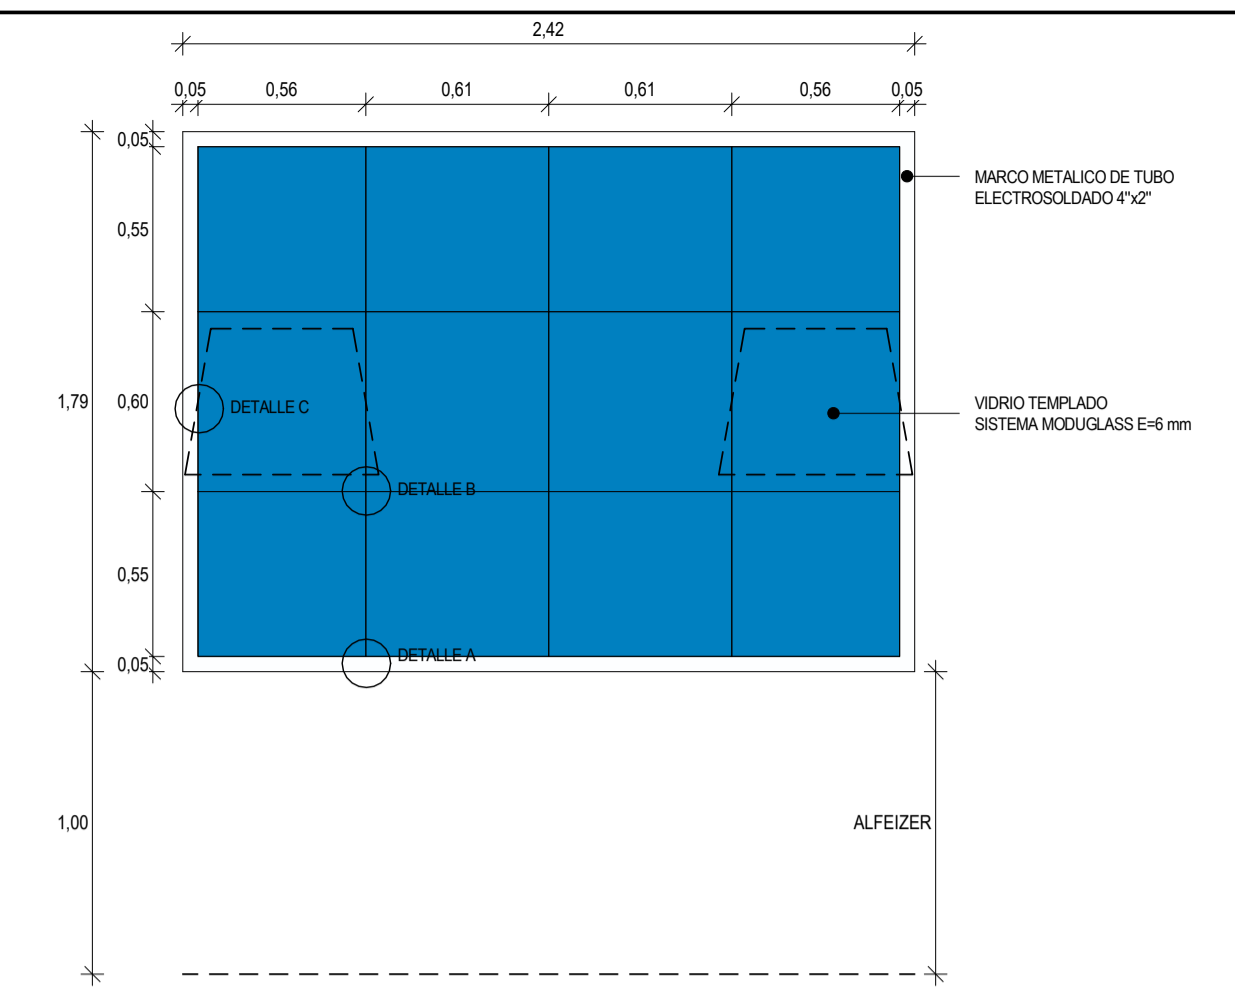 2,42
0,05 0,56 0,61 0,61 0,56 0,05
0,05
MARCO METALICO DE TUBO
ELECTROSOLDADO 4"x2"
0,55
1,79 0,60 DETALLE C
VIDRIO TEMPLADO
SISTEMA MODUGLASS E=6 mm
DETALLE B
0,55
DETALLE A
0,05
1,00 ALFEIZER